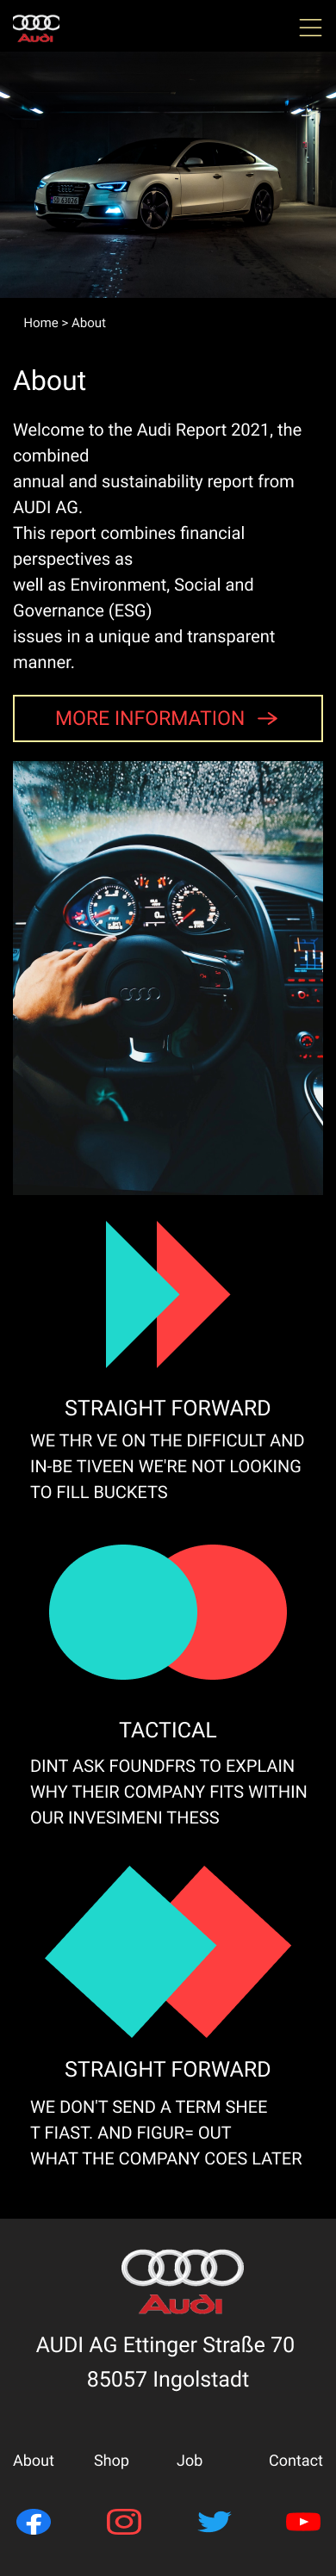 Audi
Home > About
About
Welcome to the Audi Report 2021, the
combined
annual and sustainability report from
AUDI AG.
This report combines financial
perspectives as
well as Environment, Social and
Governance (ESG)
issues in a unique and transparent
manner.
MORE INFORMATION
STRAIGHT FORWARD
WE THR VE ON THE DIFFICULT AND
IN-BE TIVEEN WE'RE NOT LOOKING
TO FILL BUCKETS
TACTICAL
DINT ASK FOUNDFRS TO EXPLAIN
WHY THEIR COMPANY FITS WITHIN
OUR INVESIMENI THESS
STRAIGHT FORWARD
WE DON'T SEND A TERM SHEE
T FIAST. AND FIGUR= OUT
WHAT THE COMPANY COES LATER
Audi
AUDI AG Ettinger Straße 70
85057 Ingolstadt
About Shop Job Contact